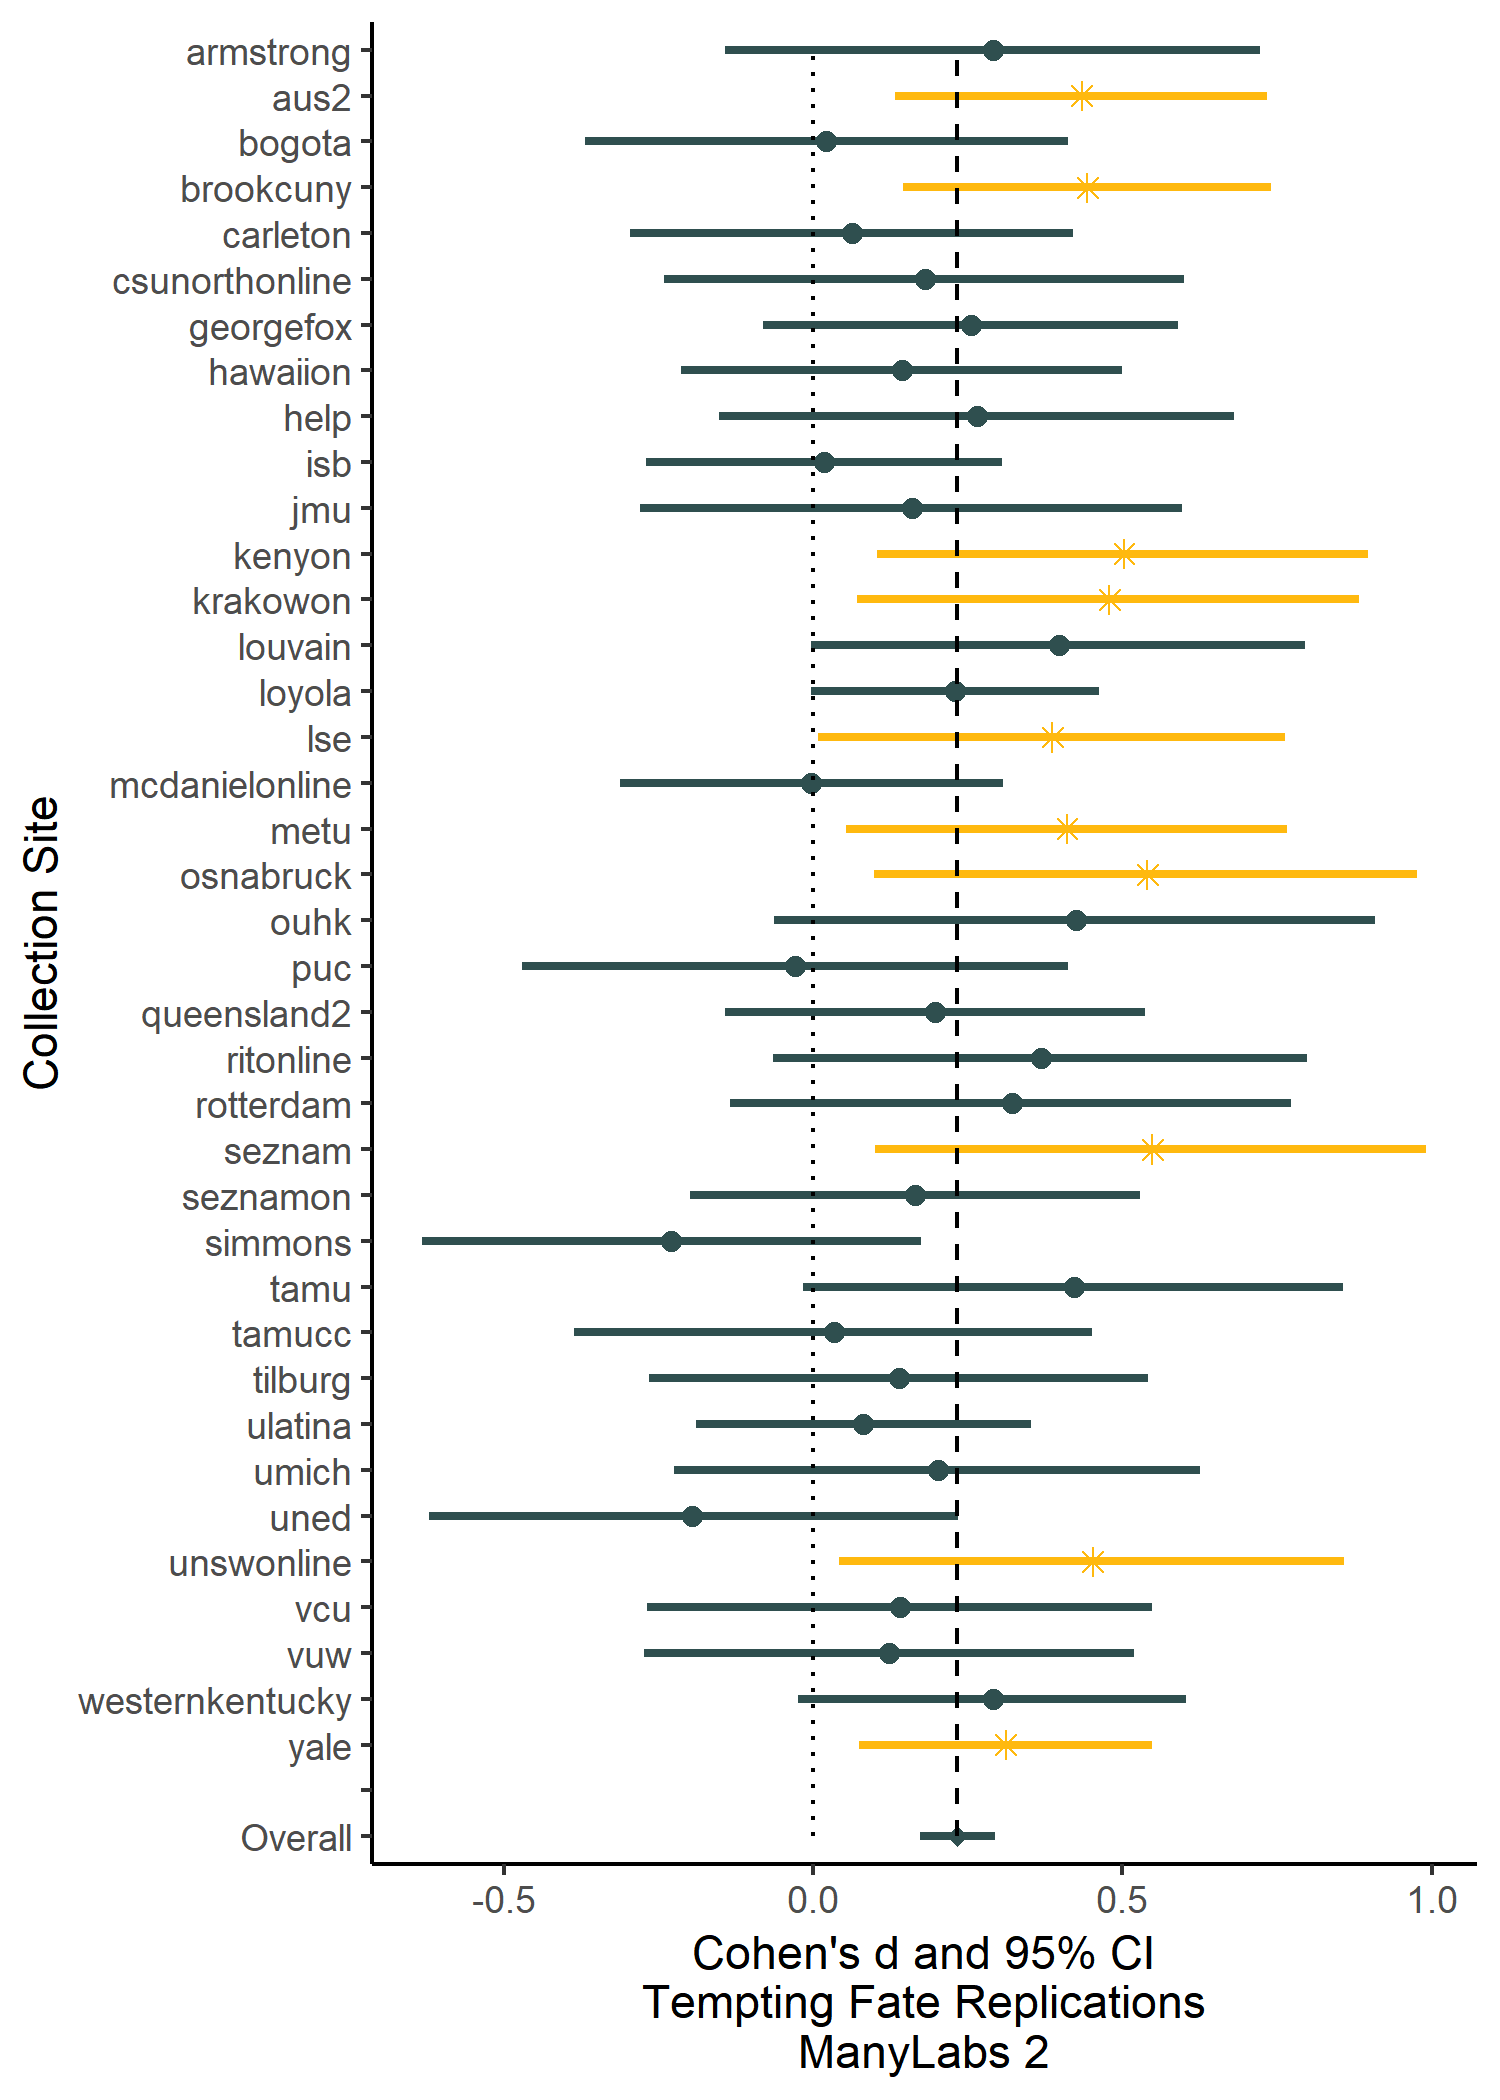 armstrong
aus2
bogota
brookcuny
carleton
csunorthonline
georgefox
hawaiion
help
isb
jmu
kenyon
krakowon
louvain
loyola
lse
mcdanielonline
metu
osnabruck
ouhk
puc
queensland2
ritonline
rotterdam
seznam
seznamon
simmons
tamu
tamucc
tilburg
ulatina
umich
uned
unswonline
vcu
vuw
westernkentucky
yale
Overall
Collection Site
-0.5 0.0 0.5 1.0
Cohen's d and 95% CI
Tempting Fate Replications
ManyLabs 2